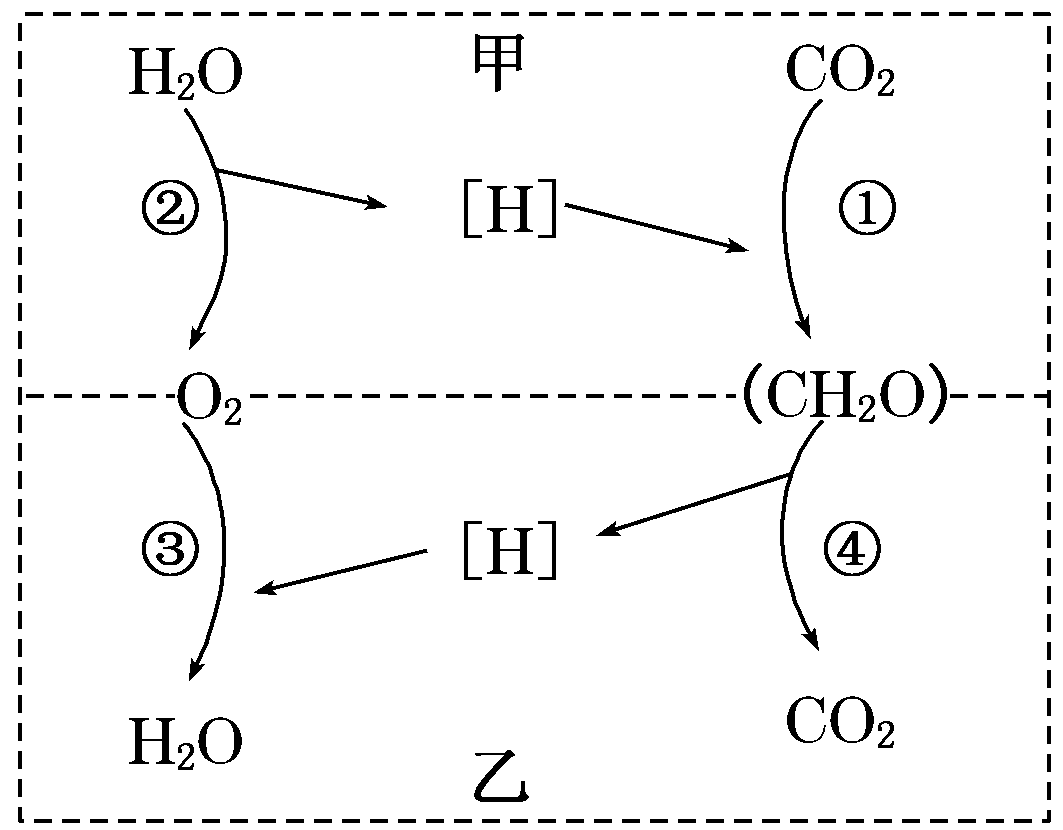 H₂O 甲 CO₂
② [H] ①
O₂ (CH₂O)
③ [H] ④
H₂O CO₂
乙